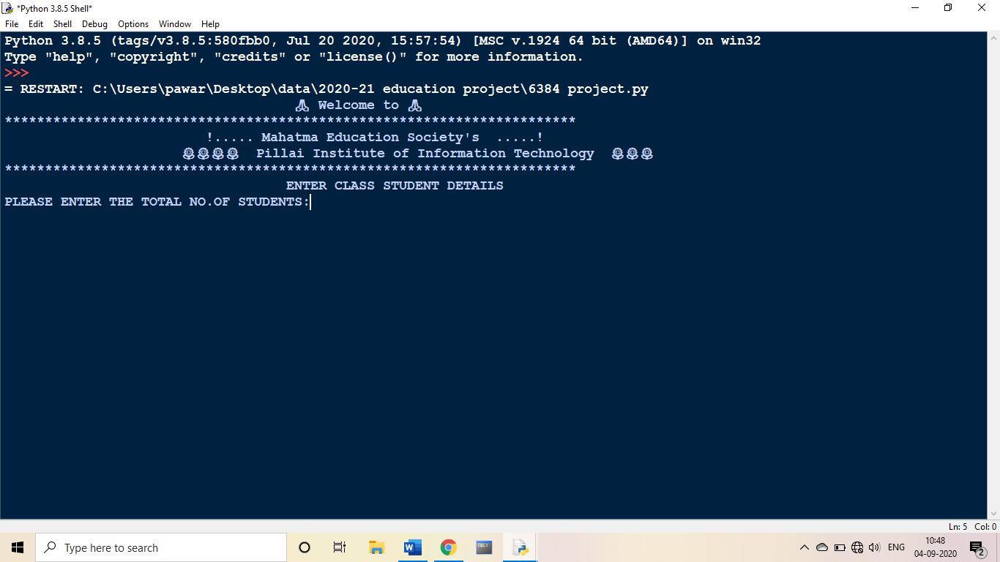 *Python 3.8.5 Shell*
File Edit Shell Debug Options Window Help
Python 3.8.5 (tags/v3.8.5:580fbb0, Jul 20 2020, 15:57:54) [MSC v.1924 64 bit (AMD64)] on win32
Type "help", "copyright", "credits" or "license()" for more information.
>>>
= RESTART: C:\Users\pawar\Desktop\data\2020-21 education project\6384 project.py
🙏 Welcome to 🙏
***********************************************************************
!..... Mahatma Education Society's .....!
🏵🏵🏵🏵 Pillai Institute of Information Technology 🏵🏵🏵
***********************************************************************
ENTER CLASS STUDENT DETAILS
PLEASE ENTER THE TOTAL NO.OF STUDENTS:
Ln: 5 Col: 0
Type here to search
SQL>
ENG
10:48
04-09-2020
2